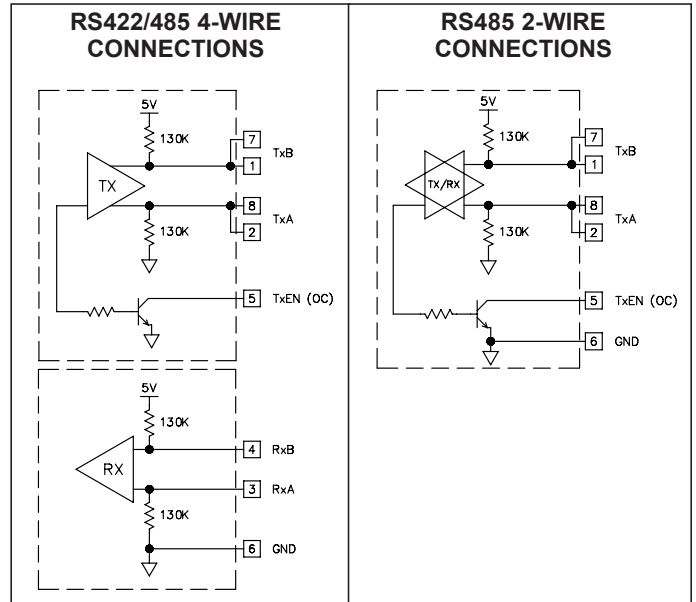 RS422/485 4-WIRE
CONNECTIONS
5V
130K
7
TxB
1
TX
8
TxA
2
130K
5 TxEN (OC)
5V
130K
4 RxB
RX
3 RxA
130K
6 GND
RS485 2-WIRE
CONNECTIONS
5V
130K
7
TxB
1
TX/RX
8
TxA
2
130K
5 TxEN (OC)
6 GND